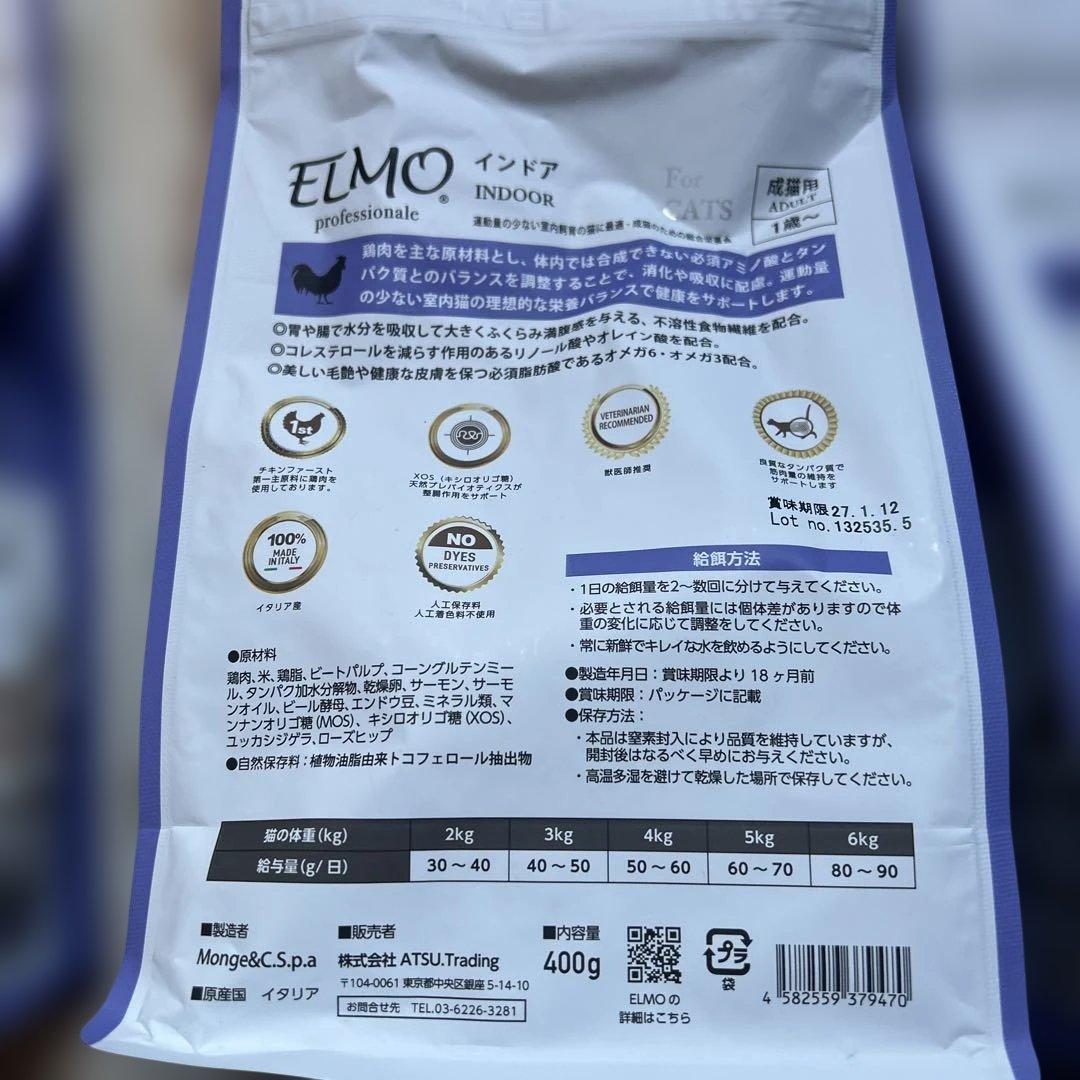 ELMO®
professionale
インドア
INDOOR
For
CATS
成猫用
ADULT
1歳~
運動量の少ない室内飼育の猫に最適・成猫のための総合栄養食
鶏肉を主な原材料とし、体内では合成できない必須アミノ酸とタン
パク質とのバランスを調整することで、消化や吸収に配慮。運動量
の少ない室内猫の理想的な栄養バランスで健康をサポートします。
◎胃や腸で水分を吸収して大きくふくらみ満腹感を与える、不溶性食物繊維を配合。
◎コレステロールを減らす作用のあるリノール酸やオレイン酸を配合。
◎美しい毛艶や健康な皮膚を保つ必須脂肪酸であるオメガ6・オメガ3配合。
1st
チキンファースト
第一主原料に鶏肉を
使用しております。
XOS(キシロオリゴ糖)
天然プレバイオティクスが
整腸作用をサポート
VETERINARIAN
RECOMMENDED
獣医師推奨
良質なタンパク質で
筋肉量の維持を
サポートします
賞味期限27.1.12
Lot no.132535.5
100%
MADE
IN ITALY
イタリア産
NO
DYES
PRESERVATIVES
人工保存料
人工着色料不使用
給餌方法
・1日の給餌量を2~数回に分けて与えてください。
・必要とされる給餌量には個体差がありますので体
重の変化に応じて調整をしてください。
・常に新鮮でキレイな水を飲めるようにしてください。
●製造年月日:賞味期限より18ヶ月前
●賞味期限:パッケージに記載
●保存方法:
・本品は窒素封入により品質を維持していますが、
開封後はなるべく早めにお与えください。
・高温多湿を避けて乾燥した場所で保存してください。
●原材料
鶏肉、米、鶏脂、ビートパルプ、コーングルテンミー
ル、タンパク加水分解物、乾燥卵、サーモン、サーモ
ンオイル、ビール酵母、エンドウ豆、ミネラル類、マ
ンナンオリゴ糖(MOS)、キシロオリゴ糖(XOS)、
ユッカシジゲラ、ローズヒップ
●自然保存料:植物油脂由来トコフェロール抽出物
猫の体重(kg) 2kg 3kg 4kg 5kg 6kg
給与量(g/日) 30~40 40~50 50~60 60~70 80~90
■製造者
Monge&C.S.p.a
■原産国 イタリア
■販売者
株式会社 ATSU.Trading
〒104-0061 東京都中央区銀座5-14-10
お問合せ先 TEL.03-6226-3281
■内容量
400g
ELMOの
詳細はこちら
プラ
袋
4 582559 379470